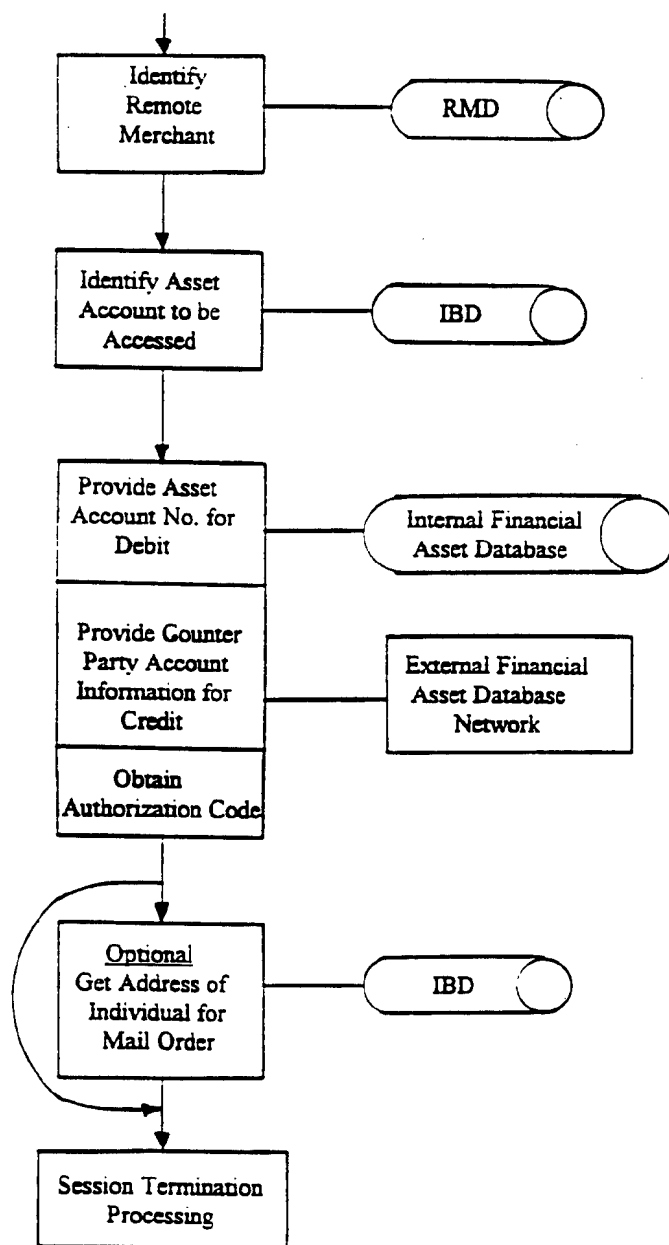 Identify
Remote
Merchant
RMD
Identify Asset
Account to be
Accessed
IBD
Provide Asset
Account No. for
Debit
Internal Financial
Asset Database
Provide Counter
Party Account
Information for
Credit
External Financial
Asset Database
Network
Obtain
Authorization Code
Optional
Get Address of
Individual for
Mail Order
IBD
Session Termination
Processing